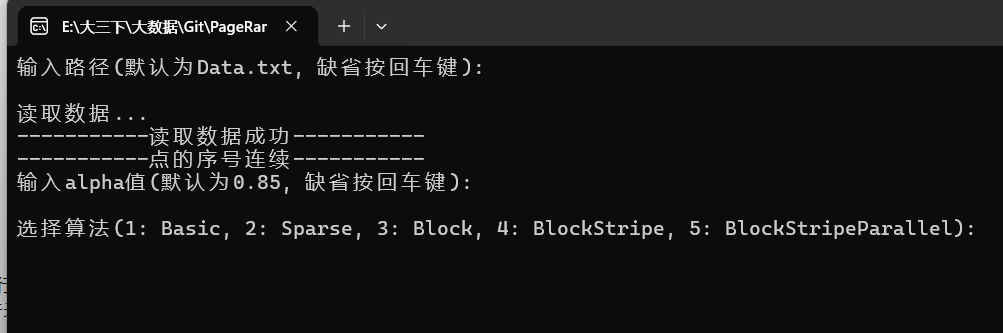 E:\大三下\大数据\Git\PageRar
输入路径(默认为Data.txt, 缺省按回车键):
读取数据...
-----------读取数据成功-----------
-----------点的序号连续-----------
输入alpha值(默认为0.85, 缺省按回车键):
选择算法(1: Basic, 2: Sparse, 3: Block, 4: BlockStripe, 5: BlockStripeParallel):